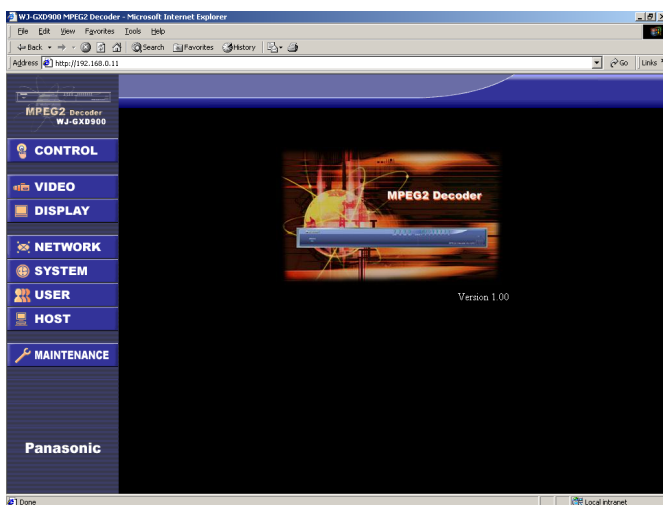 WJ-GXD900 MPEG2 Decoder - Microsoft Internet Explorer
File Edit View Favorites Tools Help
Back Search Favorites History
Address http://192.168.0.11 Go Links
MPEG2 Decoder
WJ-GXD900
CONTROL
VIDEO
DISPLAY
NETWORK
SYSTEM
USER
HOST
MAINTENANCE
Panasonic
MPEG2 Decoder
Version 1.00
Done Local intranet